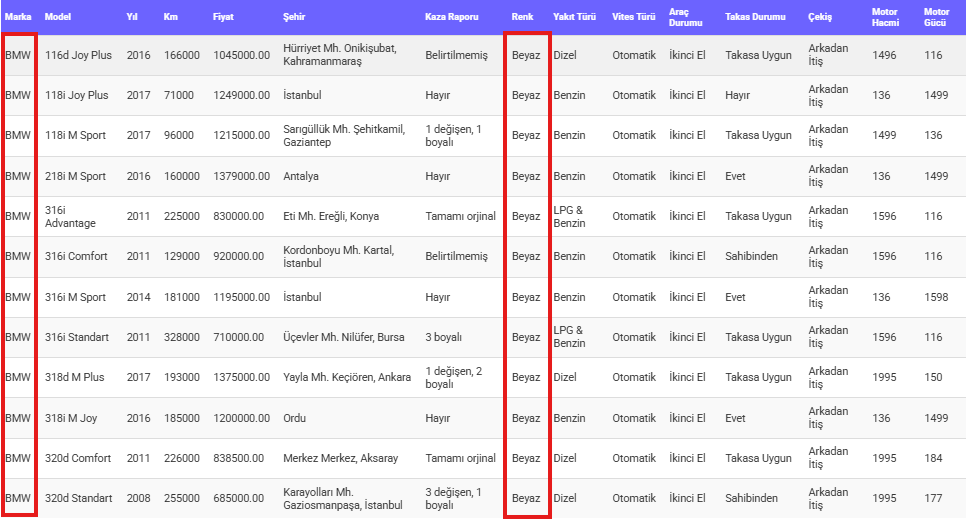 Marka Model Yıl Km Fiyat Şehir Kaza Raporu Renk Yakıt Türü Vites Türü Araç Durumu Takas Durumu Çekiş Motor Hacmi Motor Gücü
BMW 116d Joy Plus 2016 166000 1045000.00 Hürriyet Mh. Onikişubat, Kahramanmaraş Belirtilmemiş Beyaz Dizel Otomatik İkinci El Takasa Uygun Arkadan İtiş 1496 116
BMW 118i Joy Plus 2017 71000 1249000.00 İstanbul Hayır Beyaz Benzin Otomatik İkinci El Hayır Arkadan İtiş 136 1499
BMW 118i M Sport 2017 96000 1215000.00 Sarıgüllük Mh. Şehitkamil, Gaziantep 1 değişen, 1 boyalı Beyaz Benzin Otomatik İkinci El Takasa Uygun Arkadan İtiş 1499 136
BMW 218i M Sport 2016 160000 1379000.00 Antalya Hayır Beyaz Benzin Otomatik İkinci El Evet Arkadan İtiş 136 1499
BMW 316i Advantage 2011 225000 830000.00 Eti Mh. Ereğli, Konya Tamamı orjinal Beyaz LPG & Benzin Otomatik İkinci El Takasa Uygun Arkadan İtiş 1596 116
BMW 316i Comfort 2011 129000 920000.00 Kordonboyu Mh. Kartal, İstanbul Belirtilmemiş Beyaz Benzin Otomatik İkinci El Sahibinden Arkadan İtiş 1596 116
BMW 316i M Sport 2014 181000 1195000.00 İstanbul Hayır Beyaz Benzin Otomatik İkinci El Evet Arkadan İtiş 136 1598
BMW 316i Standart 2011 328000 710000.00 Üçevler Mh. Nilüfer, Bursa 3 boyalı Beyaz LPG & Benzin Otomatik İkinci El Takasa Uygun Arkadan İtiş 1596 116
BMW 318d M Plus 2017 193000 1375000.00 Yayla Mh. Keçiören, Ankara 1 değişen, 2 boyalı Beyaz Dizel Otomatik İkinci El Takasa Uygun Arkadan İtiş 1995 150
BMW 318i M Joy 2016 185000 1200000.00 Ordu Hayır Beyaz Benzin Otomatik İkinci El Evet Arkadan İtiş 136 1499
BMW 320d Comfort 2011 226000 838500.00 Merkez Merkez, Aksaray Tamamı orjinal Beyaz Dizel Otomatik İkinci El Takasa Uygun Arkadan İtiş 1995 184
BMW 320d Standart 2008 255000 685000.00 Karayolları Mh. Gaziosmanpaşa, İstanbul 3 değişen, 1 boyalı Beyaz Dizel Otomatik İkinci El Sahibinden Arkadan İtiş 1995 177